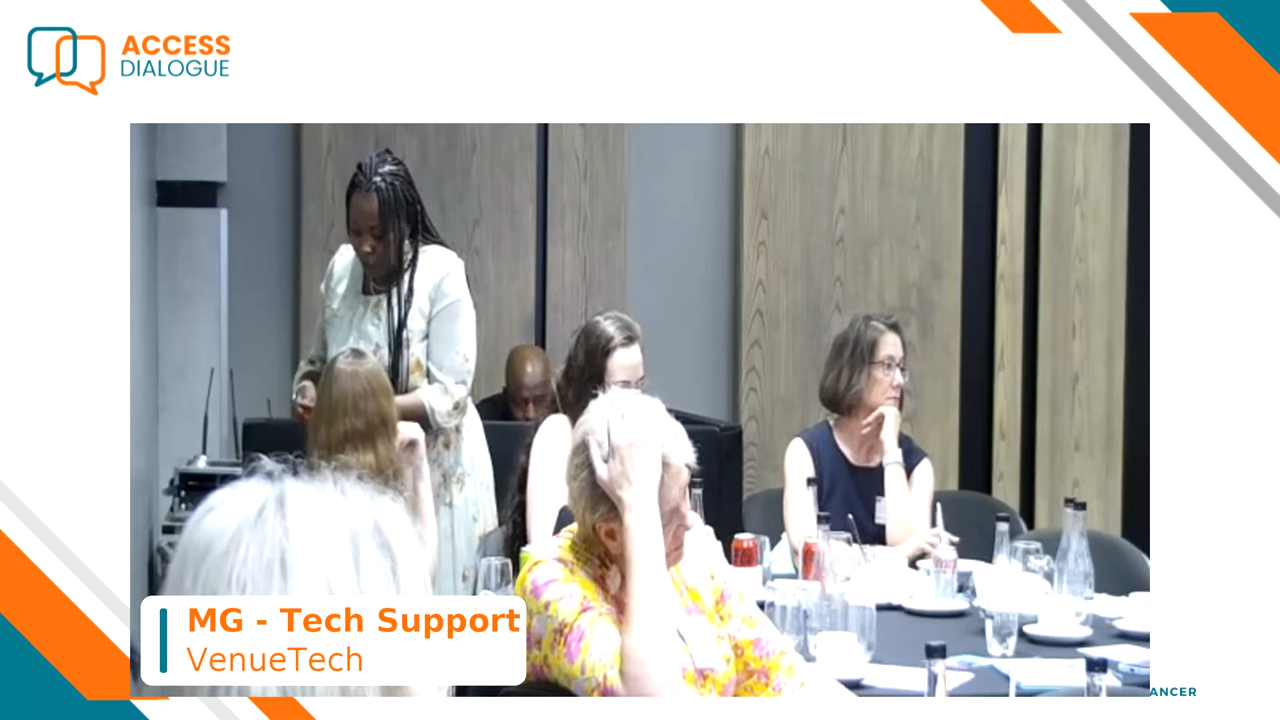 ACCESS
DIALOGUE
MG - Tech Support
VenueTech
ANCER